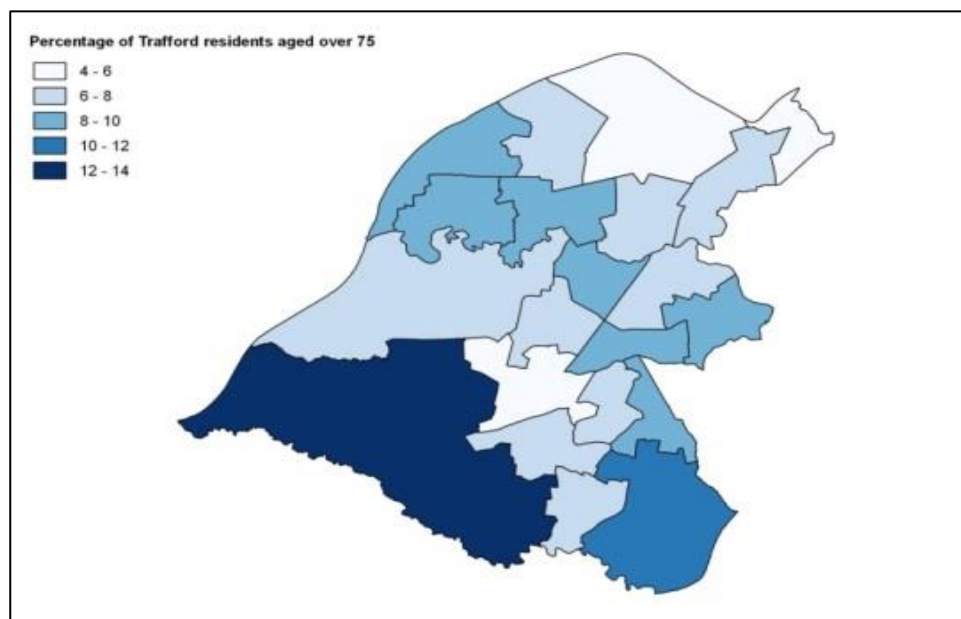 Percentage of Trafford residents aged over 75
4 - 6
6 - 8
8 - 10
10 - 12
12 - 14